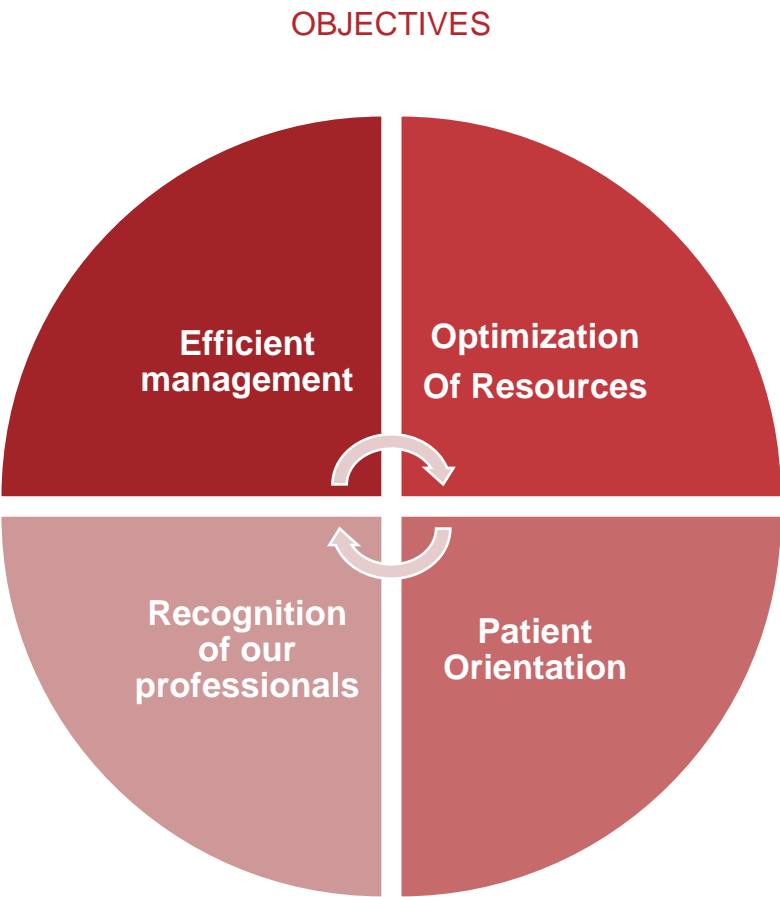 OBJECTIVES
Efficient
management
Optimization
Of Resources
Recognition
of our
professionals
Patient
Orientation